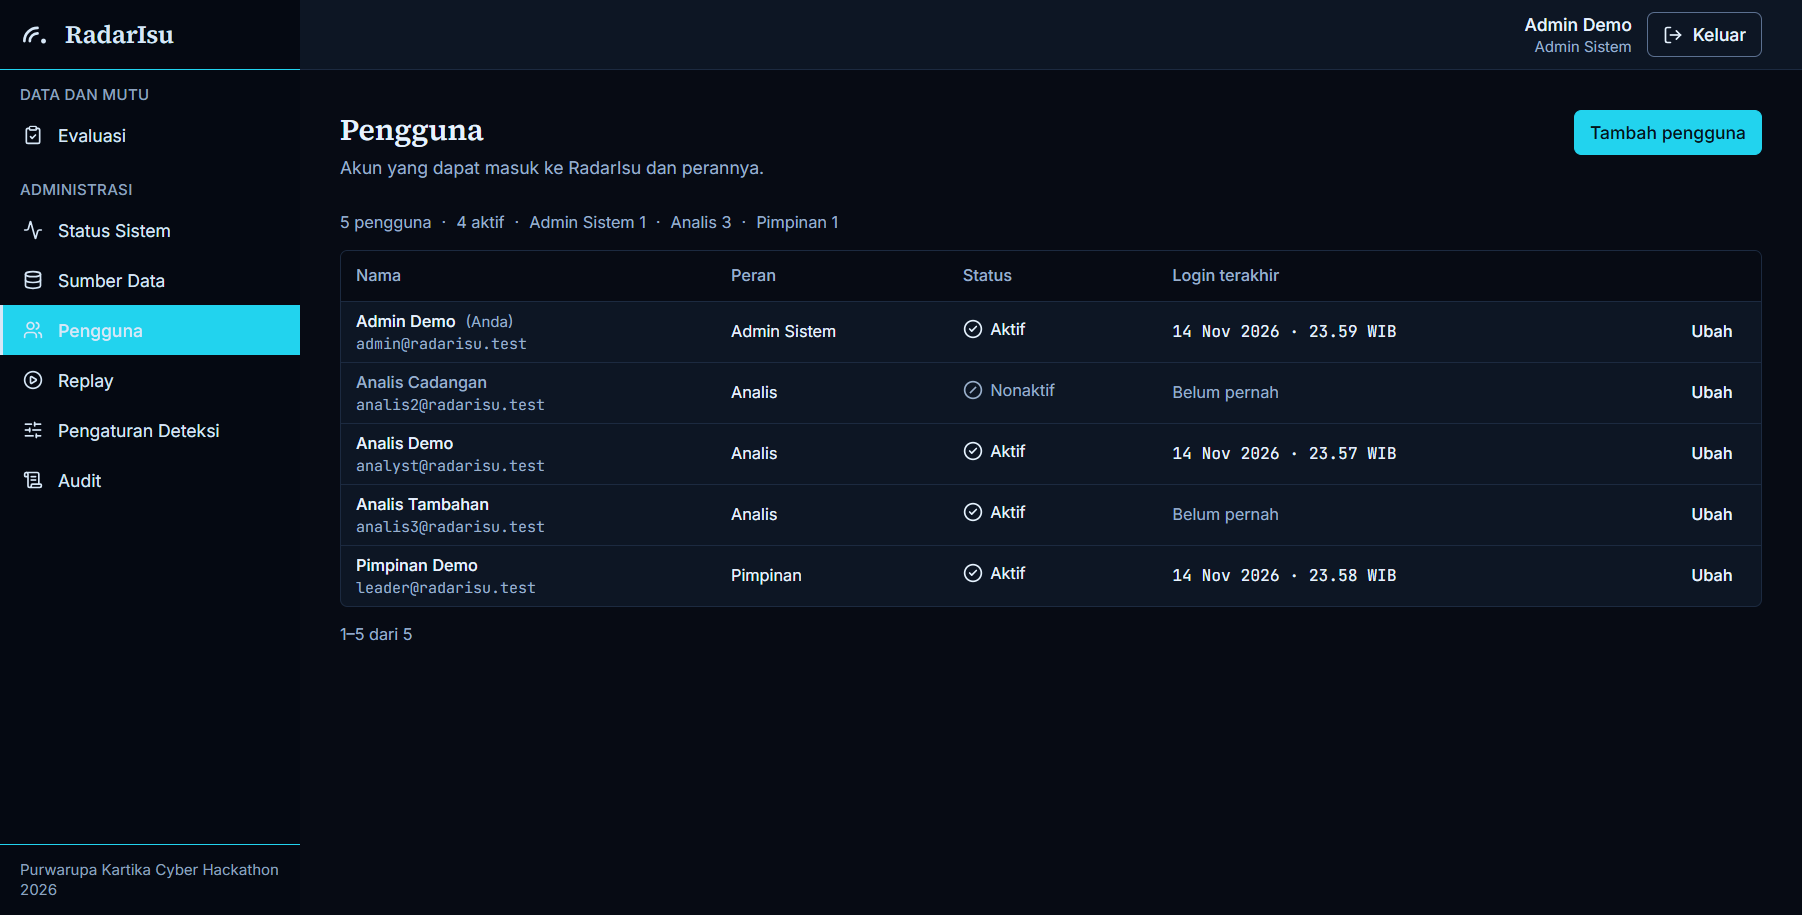 RadarIsu
Admin Demo
Admin Sistem
Keluar
DATA DAN MUTU
Evaluasi
ADMINISTRASI
Status Sistem
Sumber Data
Pengguna
Replay
Pengaturan Deteksi
Audit
Purwarupa Kartika Cyber Hackathon
2026
Pengguna
Akun yang dapat masuk ke RadarIsu dan perannya.
Tambah pengguna
5 pengguna · 4 aktif · Admin Sistem 1 · Analis 3 · Pimpinan 1
Nama Peran Status Login terakhir
Admin Demo (Anda)
admin@radarisu.test
Admin Sistem Aktif 14 Nov 2026 · 23.59 WIB Ubah
Analis Cadangan
analis2@radarisu.test
Analis Nonaktif Belum pernah Ubah
Analis Demo
analyst@radarisu.test
Analis Aktif 14 Nov 2026 · 23.57 WIB Ubah
Analis Tambahan
analis3@radarisu.test
Analis Aktif Belum pernah Ubah
Pimpinan Demo
leader@radarisu.test
Pimpinan Aktif 14 Nov 2026 · 23.58 WIB Ubah
1–5 dari 5